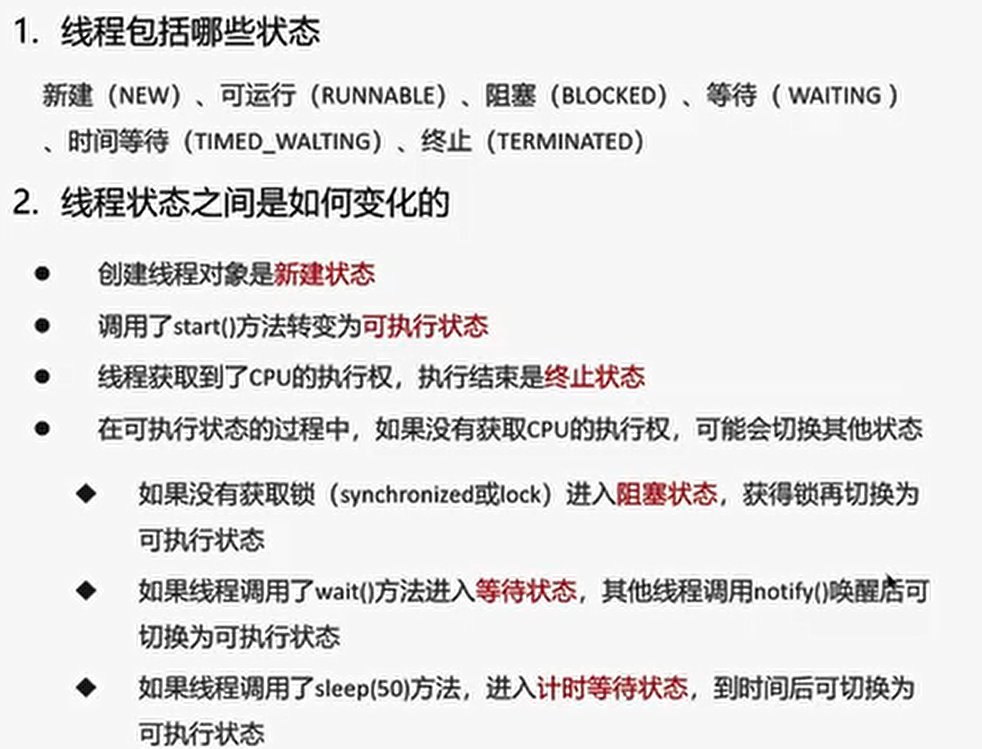 1. 线程包括哪些状态
新建（NEW）、可运行（RUNNABLE）、阻塞（BLOCKED）、等待（ WAITING ）
、时间等待（TIMED_WALTING）、终止（TERMINATED）
2. 线程状态之间是如何变化的
● 创建线程对象是新建状态
● 调用了start()方法转变为可执行状态
● 线程获取到了CPU的执行权，执行结束是终止状态
● 在可执行状态的过程中，如果没有获取CPU的执行权，可能会切换其他状态
◆ 如果没有获取锁（synchronized或lock）进入阻塞状态，获得锁再切换为
可执行状态
◆ 如果线程调用了wait()方法进入等待状态，其他线程调用notify()唤醒后可
切换为可执行状态
◆ 如果线程调用了sleep(50)方法，进入计时等待状态，到时间后可切换为
可执行状态